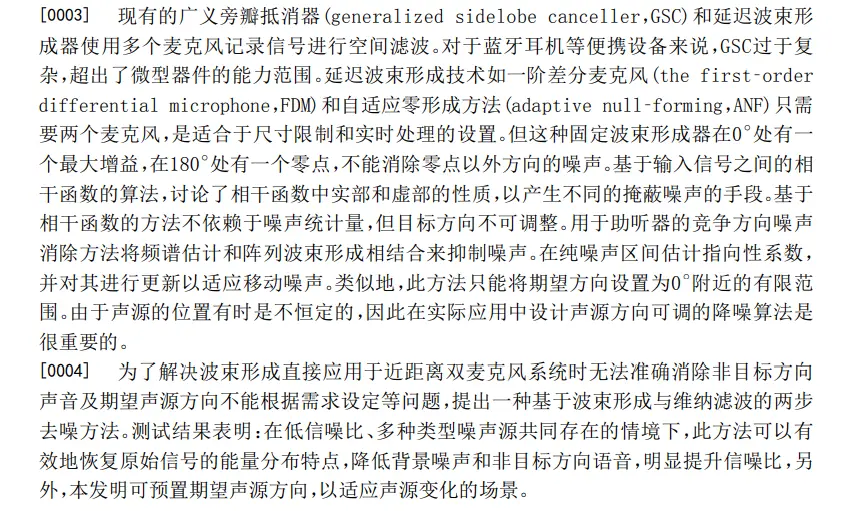 [0003] 现有的广义旁瓣抵消器(generalized sidelobe canceller,GSC)和延迟波束形
成器使用多个麦克风记录信号进行空间滤波。对于蓝牙耳机等便携设备来说,GSC过于复
杂,超出了微型器件的能力范围。延迟波束形成技术如一阶差分麦克风(the first-order
differential microphone,FDM)和自适应零形成方法(adaptive null-forming,ANF)只需
要两个麦克风,是适合于尺寸限制和实时处理的设置。但这种固定波束形成器在0°处有一
个最大增益,在180°处有一个零点,不能消除零点以外方向的噪声。基于输入信号之间的相
干函数的算法,讨论了相干函数中实部和虚部的性质,以产生不同的掩蔽噪声的手段。基于
相干函数的方法不依赖于噪声统计量,但目标方向不可调整。用于助听器的竞争方向噪声
消除方法将频谱估计和阵列波束形成相结合来抑制噪声。在纯噪声区间估计指向性系数,
并对其进行更新以适应移动噪声。类似地,此方法只能将期望方向设置为0°附近的有限范
围。由于声源的位置有时是不恒定的,因此在实际应用中设计声源方向可调的降噪算法是
很重要的。
[0004] 为了解决波束形成直接应用于近距离双麦克风系统时无法准确消除非目标方向
声音及期望声源方向不能根据需求设定等问题,提出一种基于波束形成与维纳滤波的两步
去噪方法。测试结果表明:在低信噪比、多种类型噪声源共同存在的情境下,此方法可以有
效地恢复原始信号的能量分布特点,降低背景噪声和非目标方向语音,明显提升信噪比,另
外,本发明可预置期望声源方向,以适应声源变化的场景。